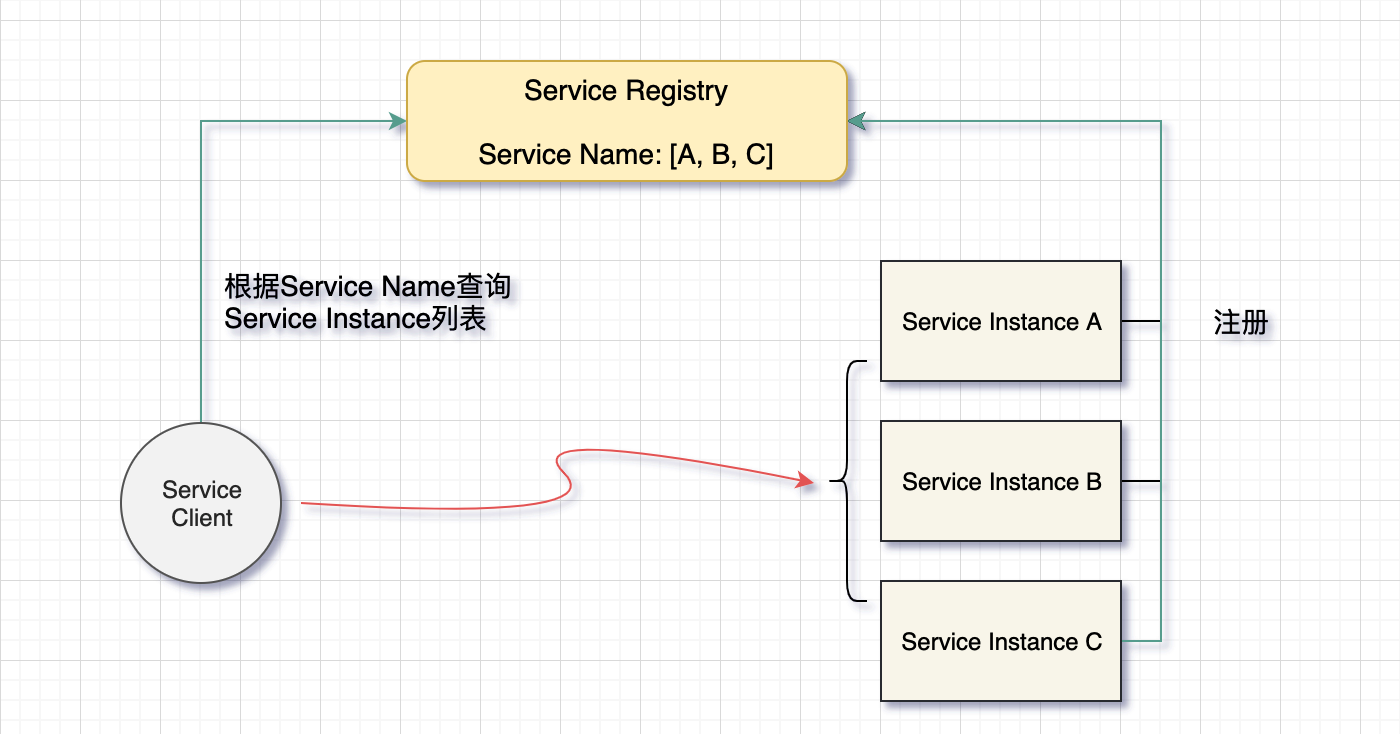 Service Registry
Service Name: [A, B, C]
根据Service Name查询
Service Instance列表
Service Instance A
注册
Service Instance B
Service
Client
Service Instance C